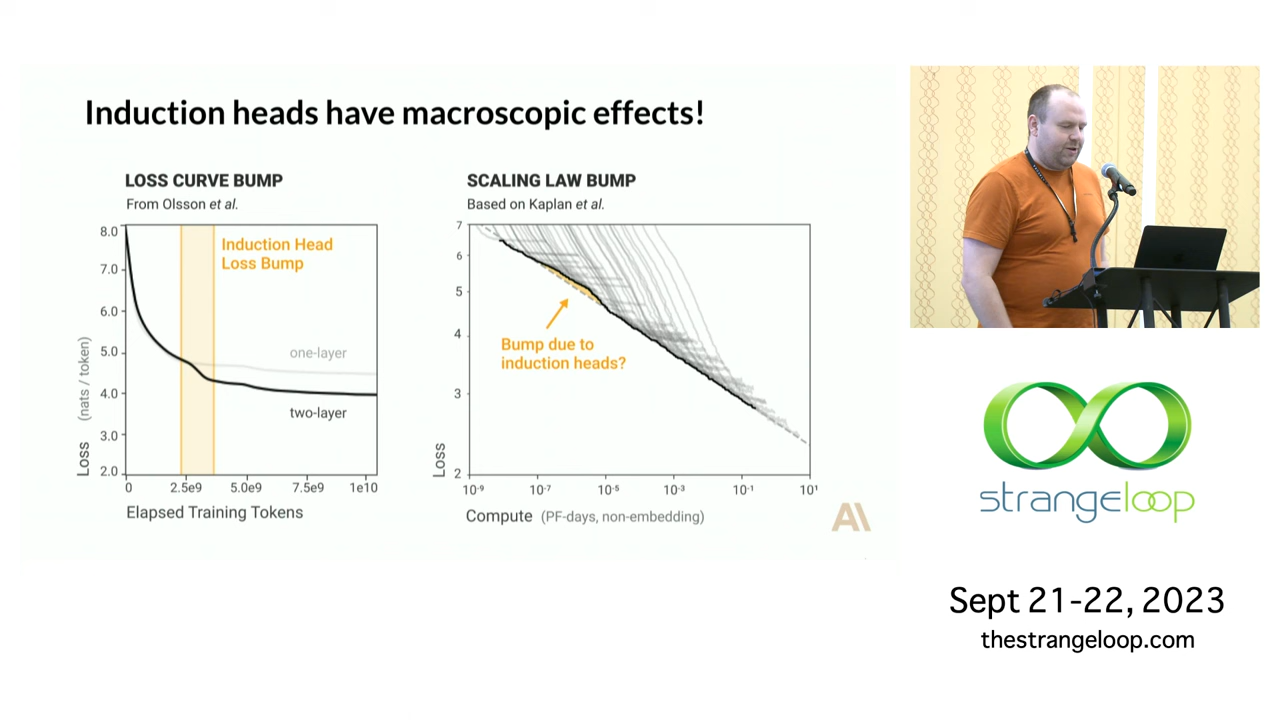 Induction heads have macroscopic effects!
LOSS CURVE BUMP
From Olsson et al.
8.0
7.0
6.0
5.0
4.0
3.0
2.0
Loss (nats / token)
Induction Head
Loss Bump
one-layer
two-layer
0
2.5e9
5.0e9
7.5e9
1e10
Elapsed Training Tokens
SCALING LAW BUMP
Based on Kaplan et al.
7
6
5
4
3
2
Loss
Bump due to
induction heads?
10⁻⁹
10⁻⁷
10⁻⁵
10⁻³
10⁻¹
10¹
Compute (PF-days, non-embedding)
A\
strangeloop
Sept 21-22, 2023
thestrangeloop.com